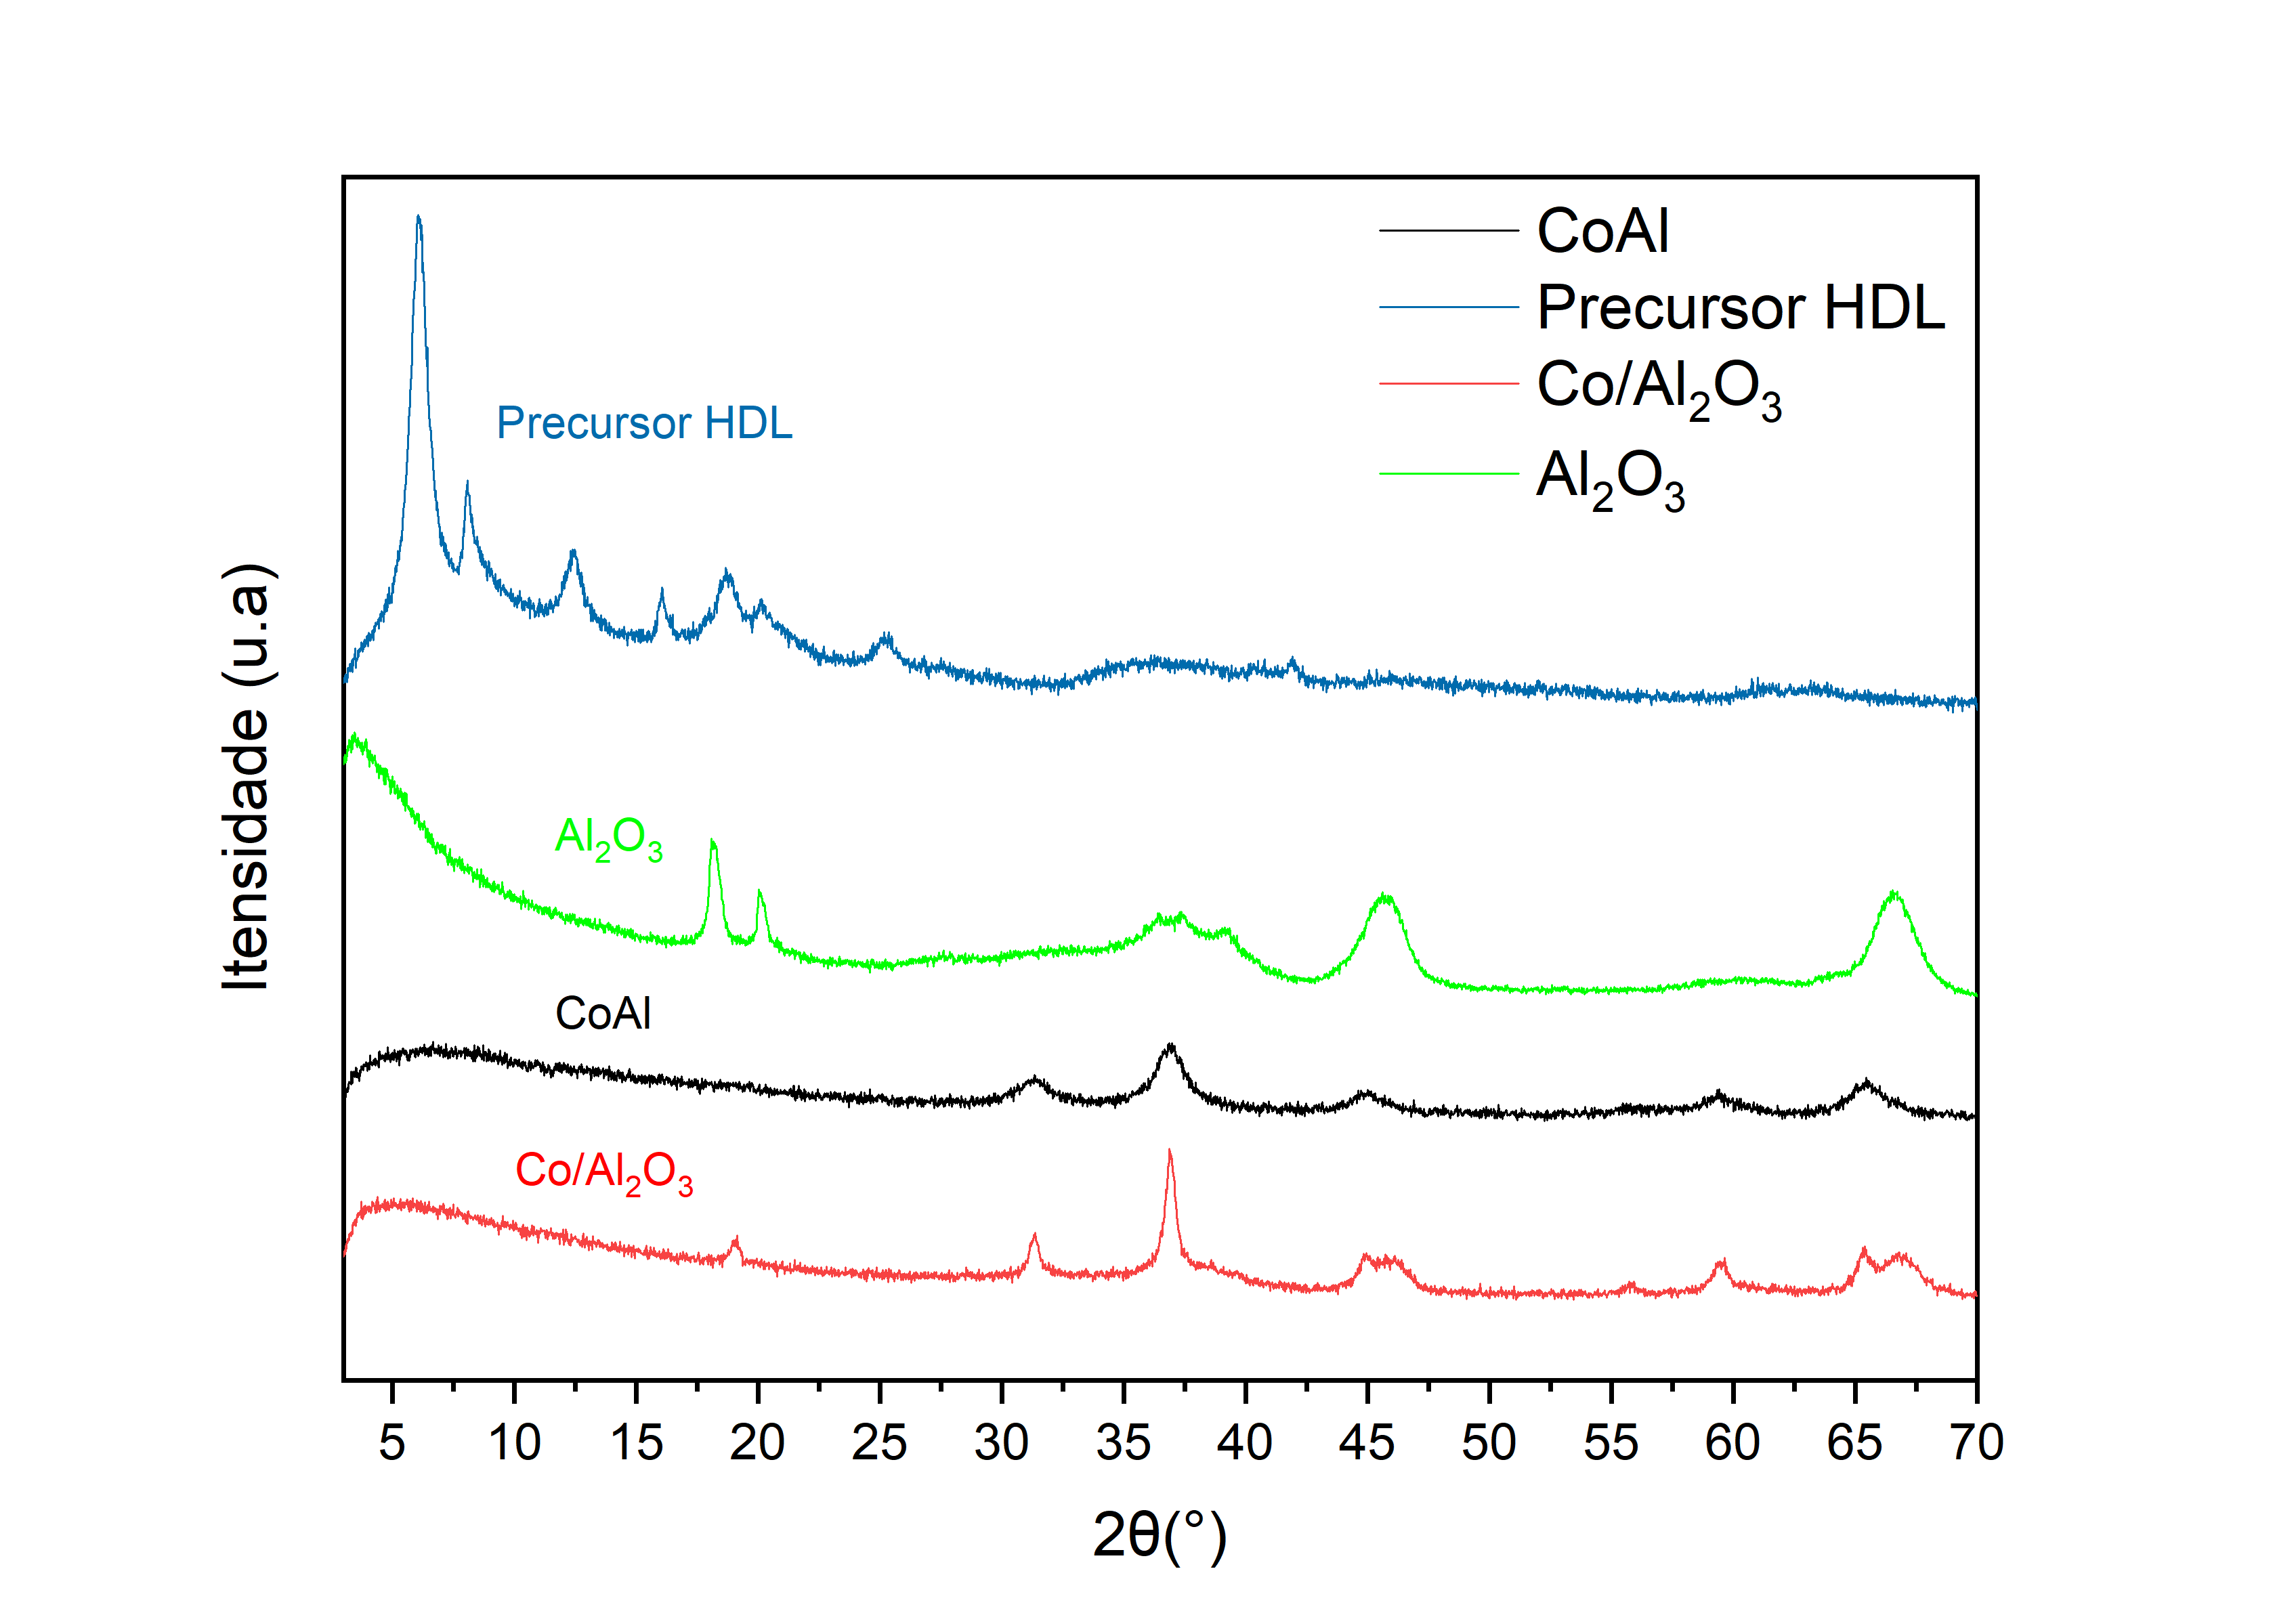 CoAl
Precursor HDL
Co/Al₂O₃
Al₂O₃
Precursor HDL
Al₂O₃
CoAl
Co/Al₂O₃
Itensidade (u.a)
5 10 15 20 25 30 35 40 45 50 55 60 65 70
2θ(°)